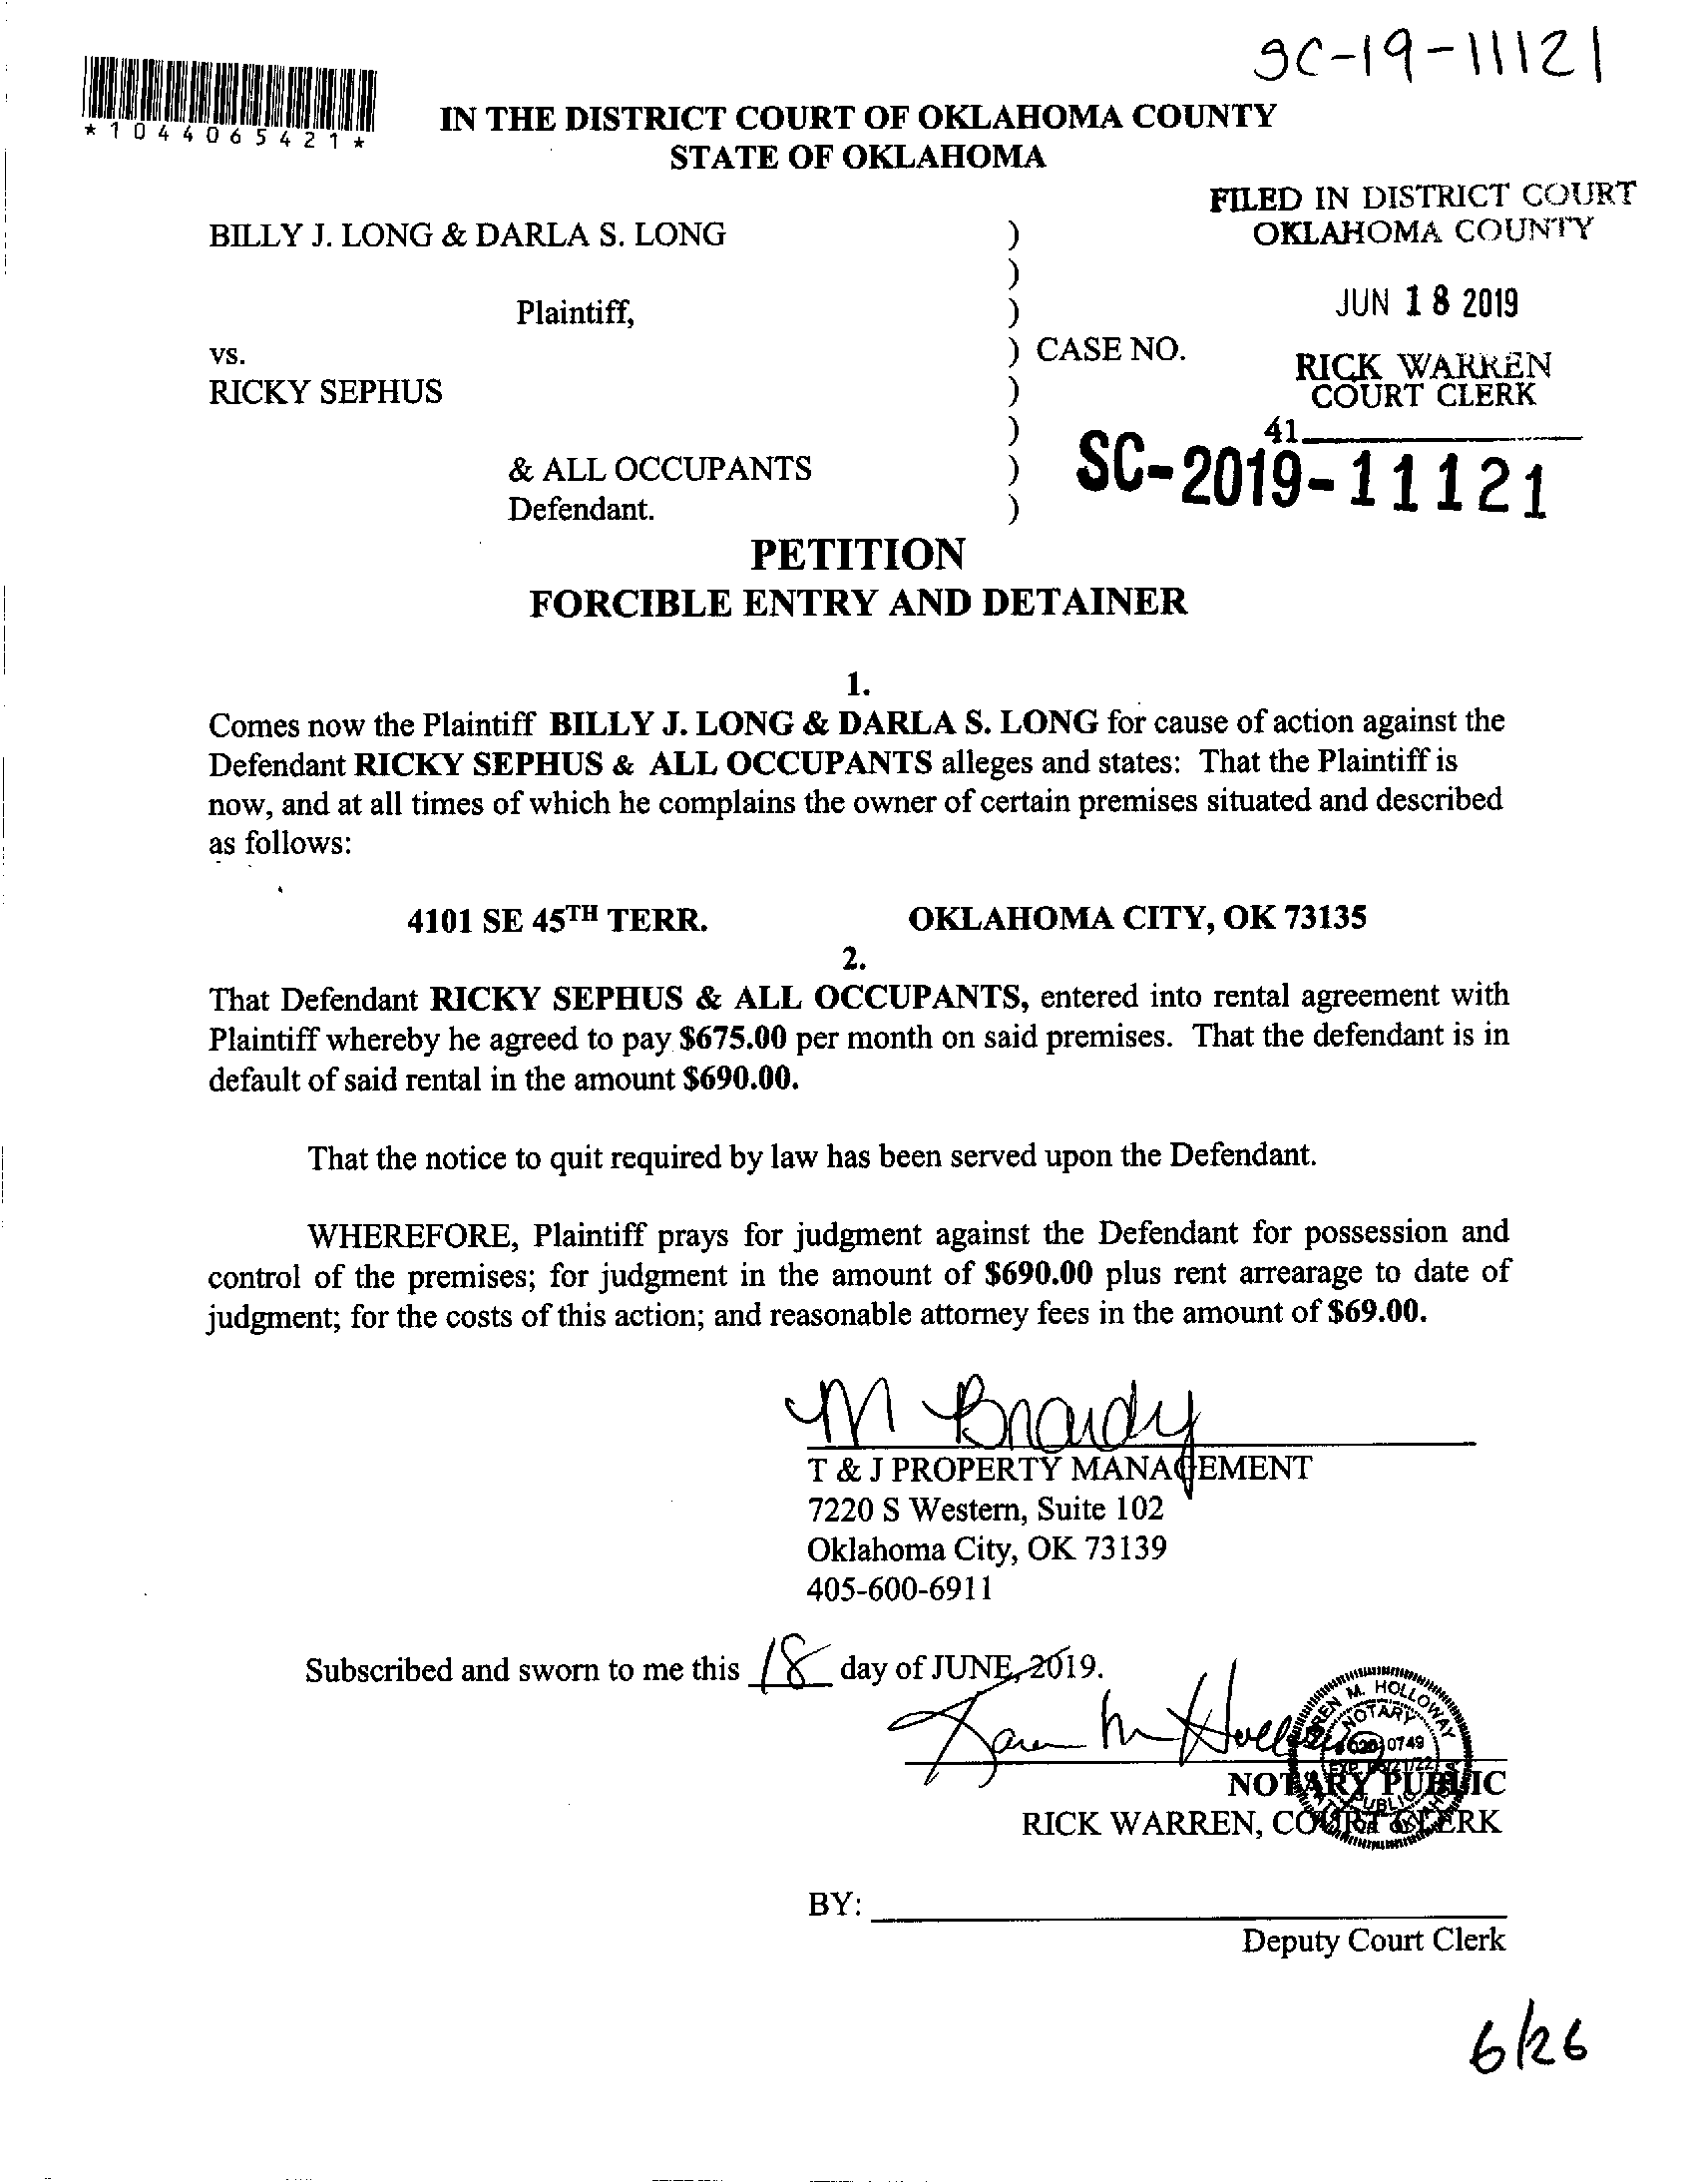 SC-19-11121
*1044065421*
IN THE DISTRICT COURT OF OKLAHOMA COUNTY
STATE OF OKLAHOMA
FILED IN DISTRICT COURT
OKLAHOMA COUNTY
JUN 18 2019
RICK WARREN
COURT CLERK
41
BILLY J. LONG & DARLA S. LONG )
)
Plaintiff, )
vs. ) CASE NO.
RICKY SEPHUS )
)
& ALL OCCUPANTS )
Defendant. )
SC-2019-11121
PETITION
FORCIBLE ENTRY AND DETAINER
1.
Comes now the Plaintiff BILLY J. LONG & DARLA S. LONG for cause of action against the
Defendant RICKY SEPHUS & ALL OCCUPANTS alleges and states: That the Plaintiff is
now, and at all times of which he complains the owner of certain premises situated and described
as follows:
4101 SE 45TH TERR. OKLAHOMA CITY, OK 73135
2.
That Defendant RICKY SEPHUS & ALL OCCUPANTS, entered into rental agreement with
Plaintiff whereby he agreed to pay $675.00 per month on said premises. That the defendant is in
default of said rental in the amount $690.00.
That the notice to quit required by law has been served upon the Defendant.
WHEREFORE, Plaintiff prays for judgment against the Defendant for possession and
control of the premises; for judgment in the amount of $690.00 plus rent arrearage to date of
judgment; for the costs of this action; and reasonable attorney fees in the amount of $69.00.
M Brady
T & J PROPERTY MANAGEMENT
7220 S Western, Suite 102
Oklahoma City, OK 73139
405-600-6911
Subscribed and sworn to me this 18 day of JUNE, 2019.
Karen M Holloway
NOTARY PUBLIC
RICK WARREN, COURT CLERK
BY:
Deputy Court Clerk
6/26